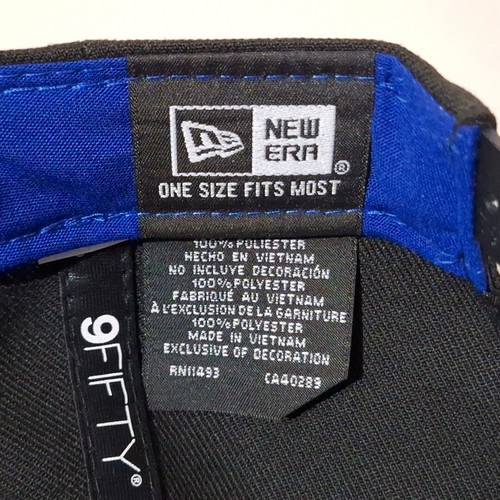 NEW
ERA®
ONE SIZE FITS MOST
100% POLIESTER
HECHO EN VIETNAM
NO INCLUYE DECORACIÓN
100% POLYESTER
FABRIQUÉ AU VIETNAM
À L'EXCLUSION DE LA GARNITURE
100% POLYESTER
MADE IN VIETNAM
EXCLUSIVE OF DECORATION
RN11493 CA40289
9FIFTY®